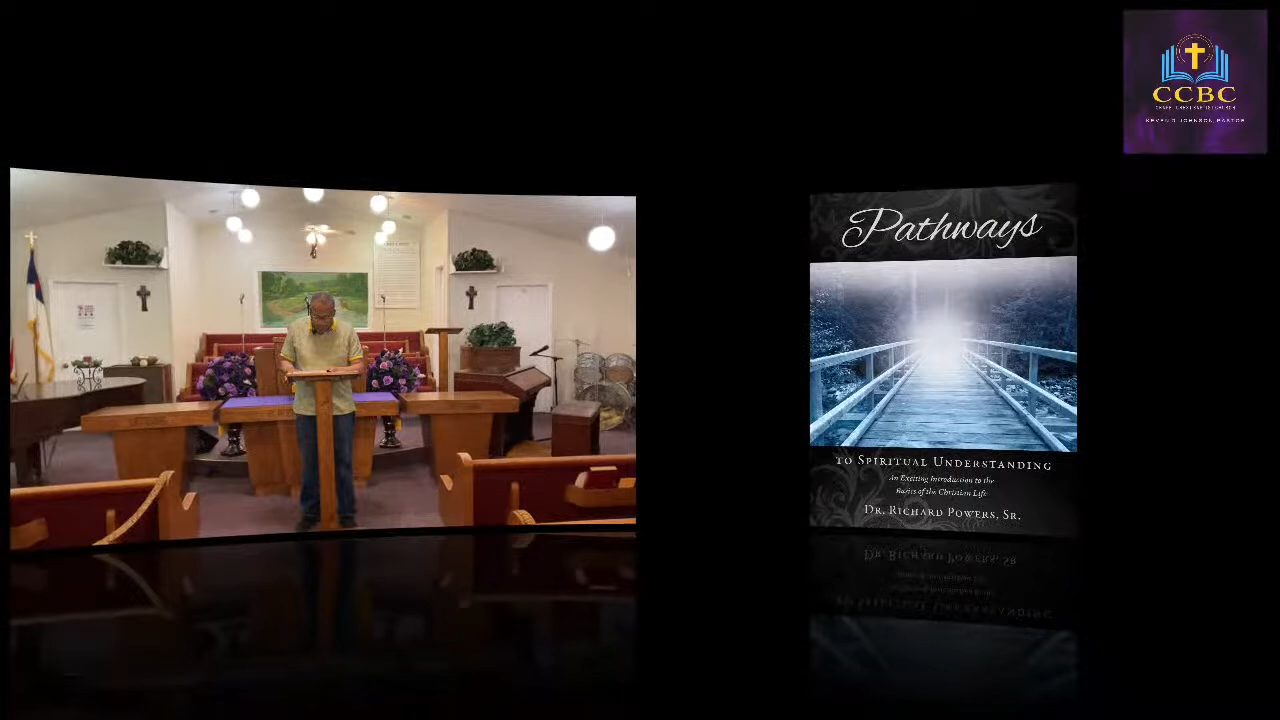 CCBC
Pathways
to Spiritual Understanding
An Exciting Introduction to the
Basics of the Christian Life
Dr. Richard Powers, Sr.